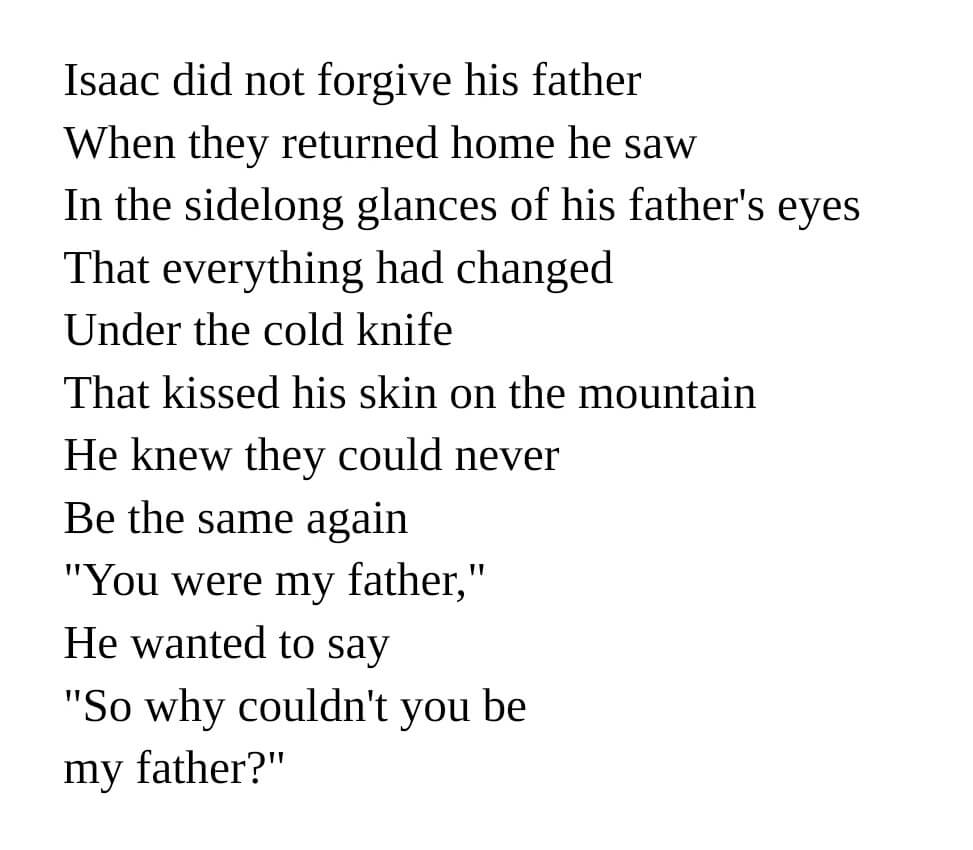 Isaac did not forgive his father
When they returned home he saw
In the sidelong glances of his father's eyes
That everything had changed
Under the cold knife
That kissed his skin on the mountain
He knew they could never
Be the same again
"You were my father,"
He wanted to say
"So why couldn't you be
my father?"